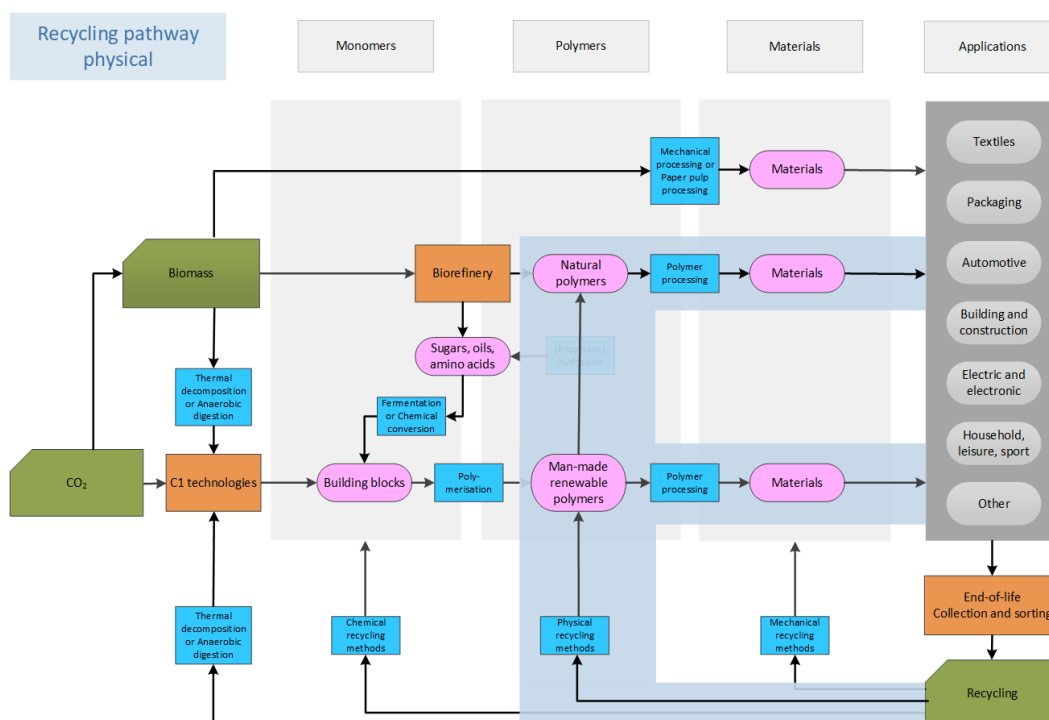 Recycling pathway
physical
Monomers
Polymers
Materials
Applications
Textiles
Mechanical
processing or
Paper pulp
processing
Materials
Packaging
Biomass
Biorefinery
Natural
polymers
Polymer
processing
Materials
Automotive
Building and
construction
Sugars, oils,
amino acids
(Enzymatic)
hydrolysis
Thermal
decomposition
or Anaerobic
digestion
Electric and
electronic
Fermentation
or Chemical
conversion
Household,
leisure, sport
CO₂
C1 technologies
Building blocks
Poly-
merisation
Man-made
renewable
polymers
Polymer
processing
Materials
Other
End-of-life
Collection and sorting
Thermal
decomposition
or Anaerobic
digestion
Chemical
recycling
methods
Physical
recycling
methods
Mechanical
recycling
methods
Recycling